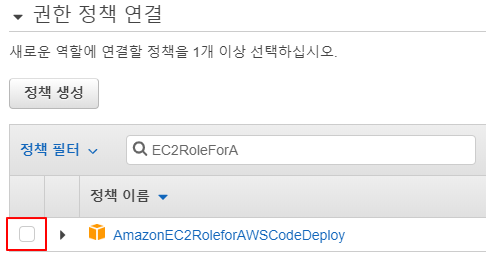 권한 정책 연결
새로운 역할에 연결할 정책을 1개 이상 선택하십시오.
정책 생성
정책 필터
EC2RoleForA
정책 이름
AmazonEC2RoleforAWSCodeDeploy